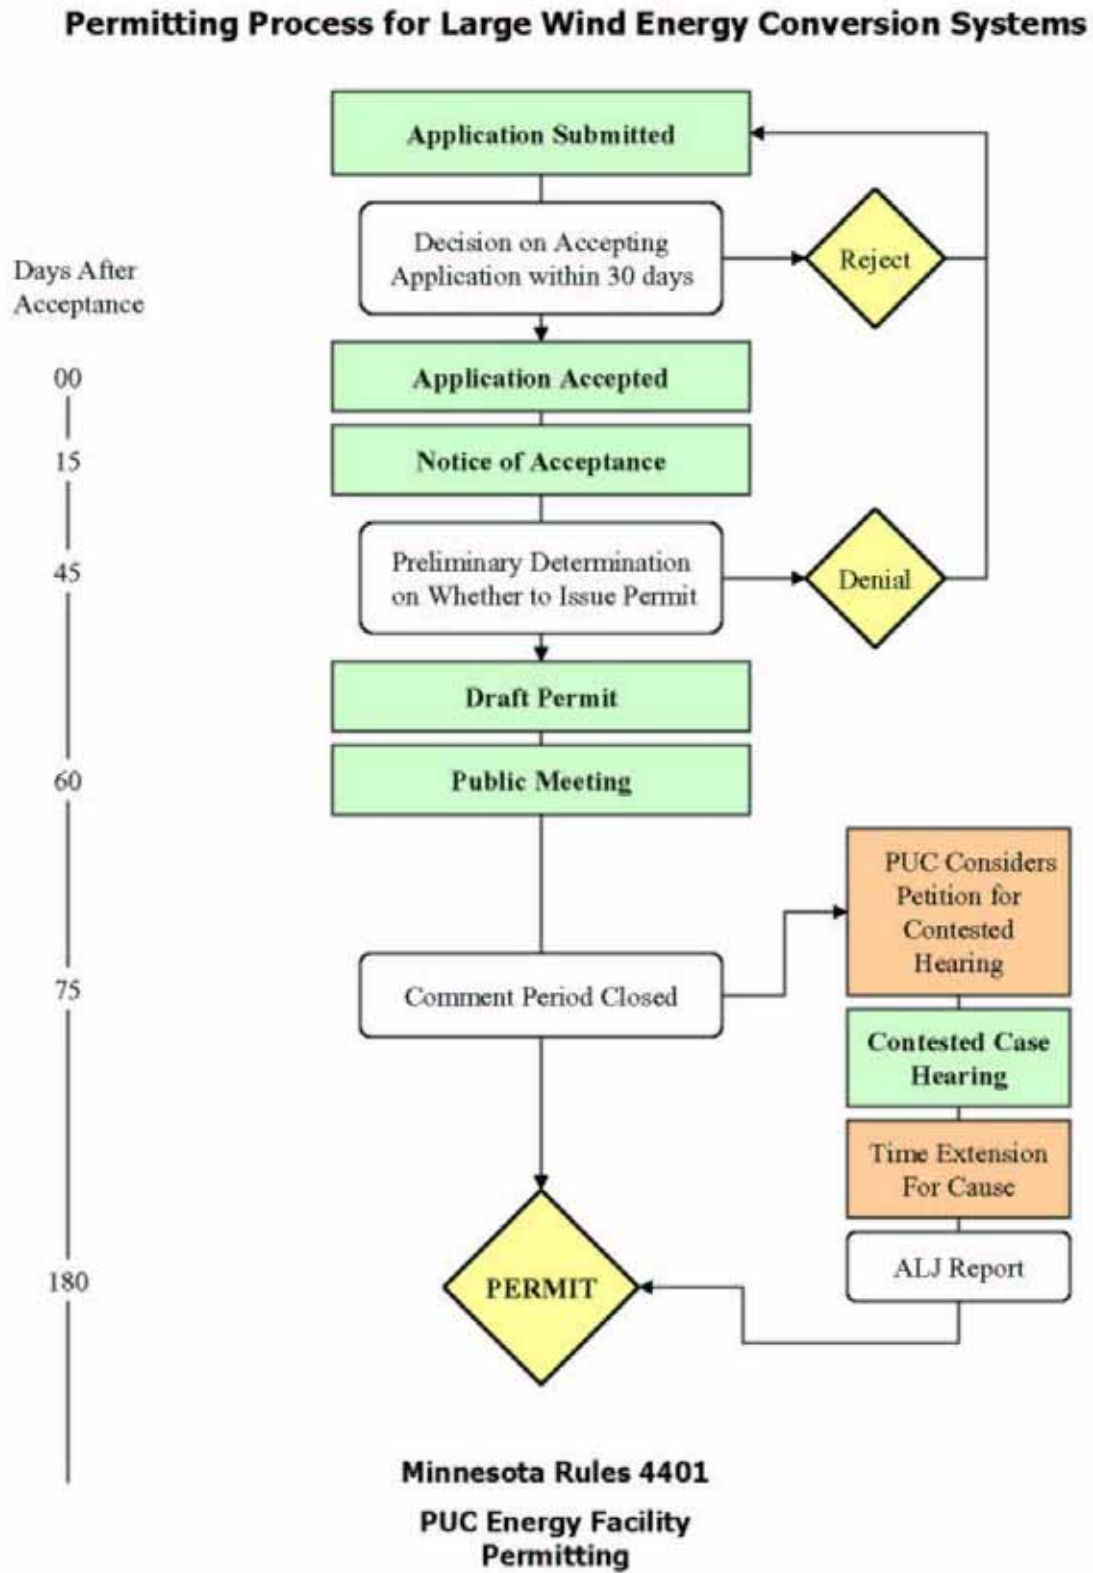 Permitting Process for Large Wind Energy Conversion Systems
Application Submitted
Decision on Accepting
Application within 30 days
Reject
Days After
Acceptance
00
Application Accepted
15
Notice of Acceptance
45
Preliminary Determination
on Whether to Issue Permit
Denial
Draft Permit
60
Public Meeting
PUC Considers
Petition for
Contested
Hearing
75
Comment Period Closed
Contested Case
Hearing
Time Extension
For Cause
ALJ Report
180
PERMIT
Minnesota Rules 4401
PUC Energy Facility
Permitting